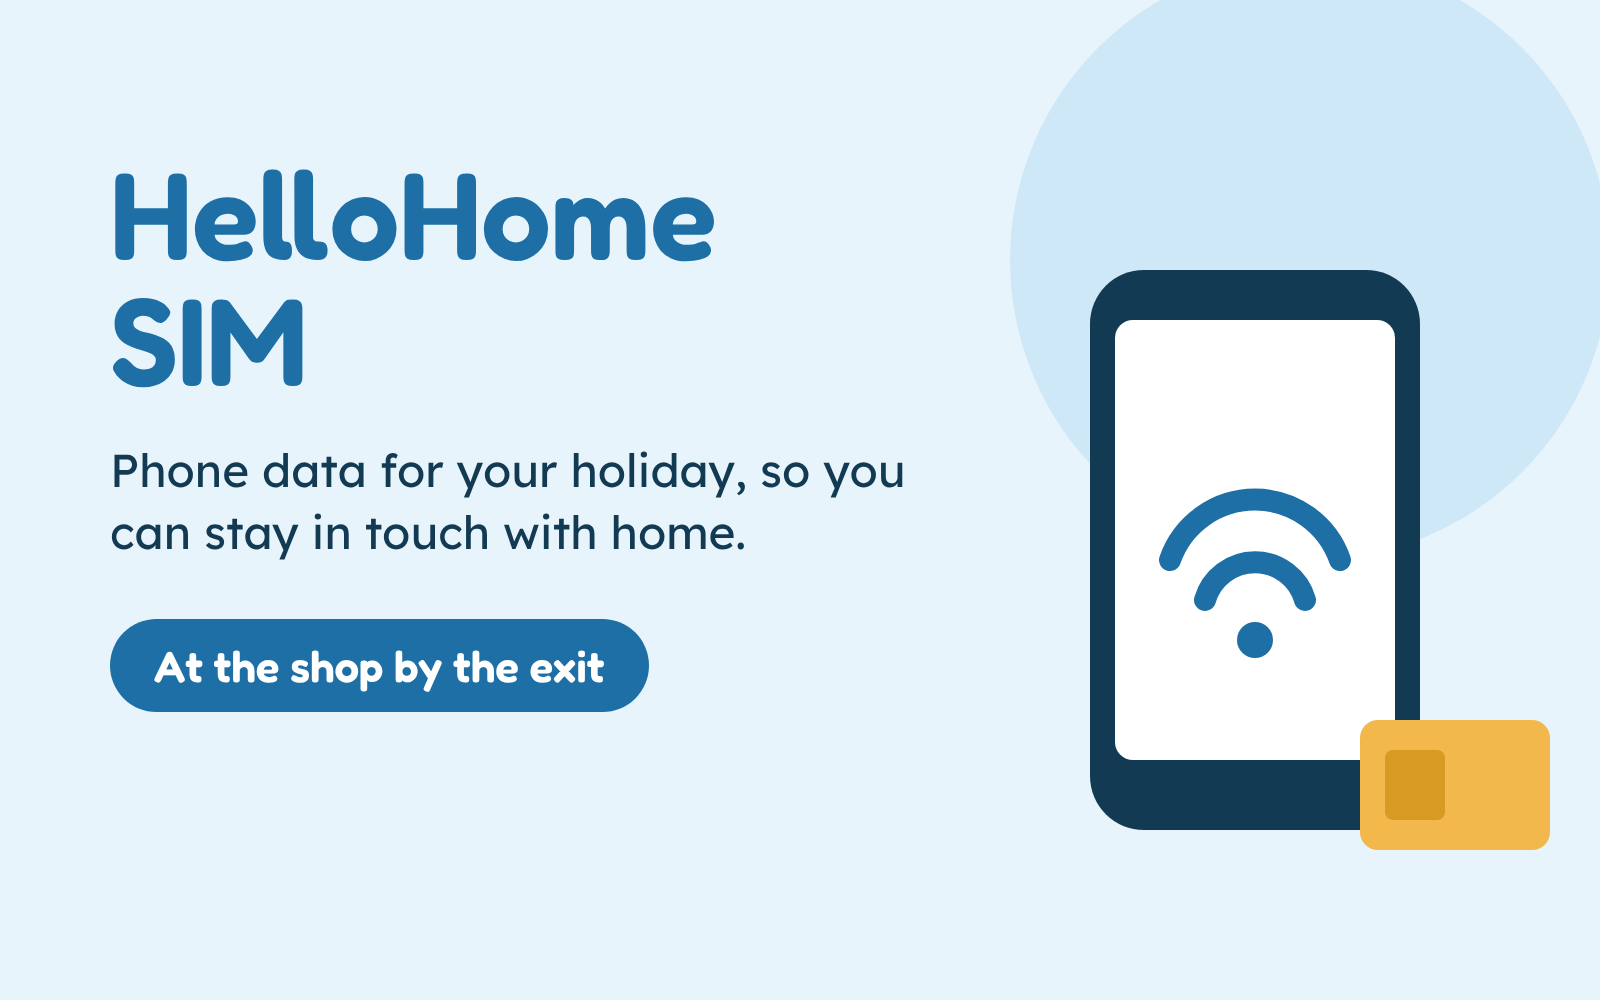 HelloHome
SIM
Phone data for your holiday, so you
can stay in touch with home.
At the shop by the exit